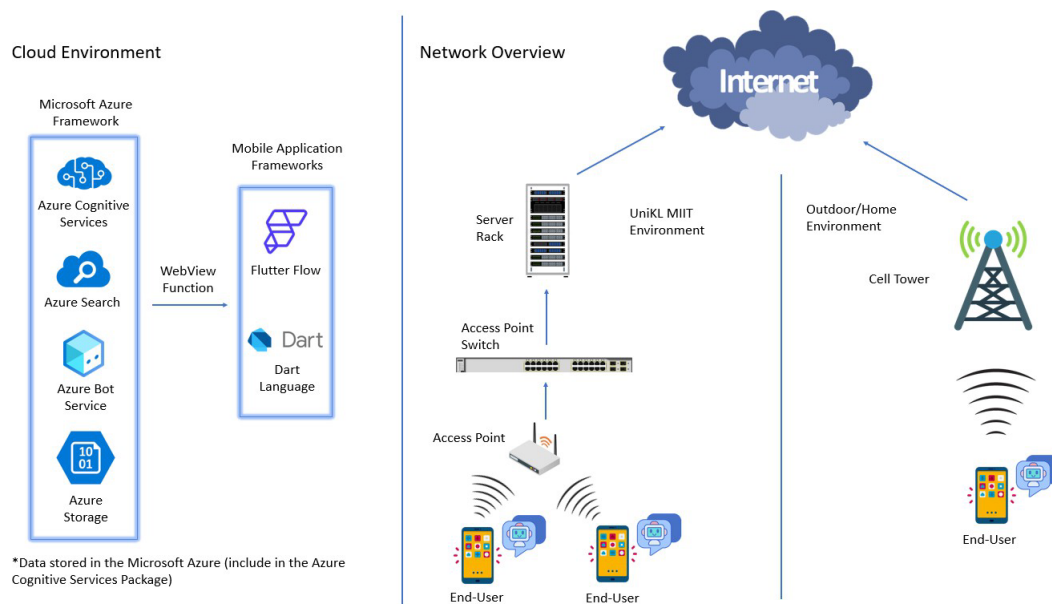 Cloud Environment
Microsoft Azure
Framework
Azure Cognitive
Services
Azure Search
Azure Bot
Service
10
01
Azure
Storage
WebView
Function
Mobile Application
Frameworks
Flutter Flow
Dart
Dart
Language
*Data stored in the Microsoft Azure (include in the Azure
Cognitive Services Package)
Network Overview
Internet
Server
Rack
UniKL MIIT
Environment
Access Point
Switch
Access Point
End-User
End-User
Outdoor/Home
Environment
Cell Tower
End-User